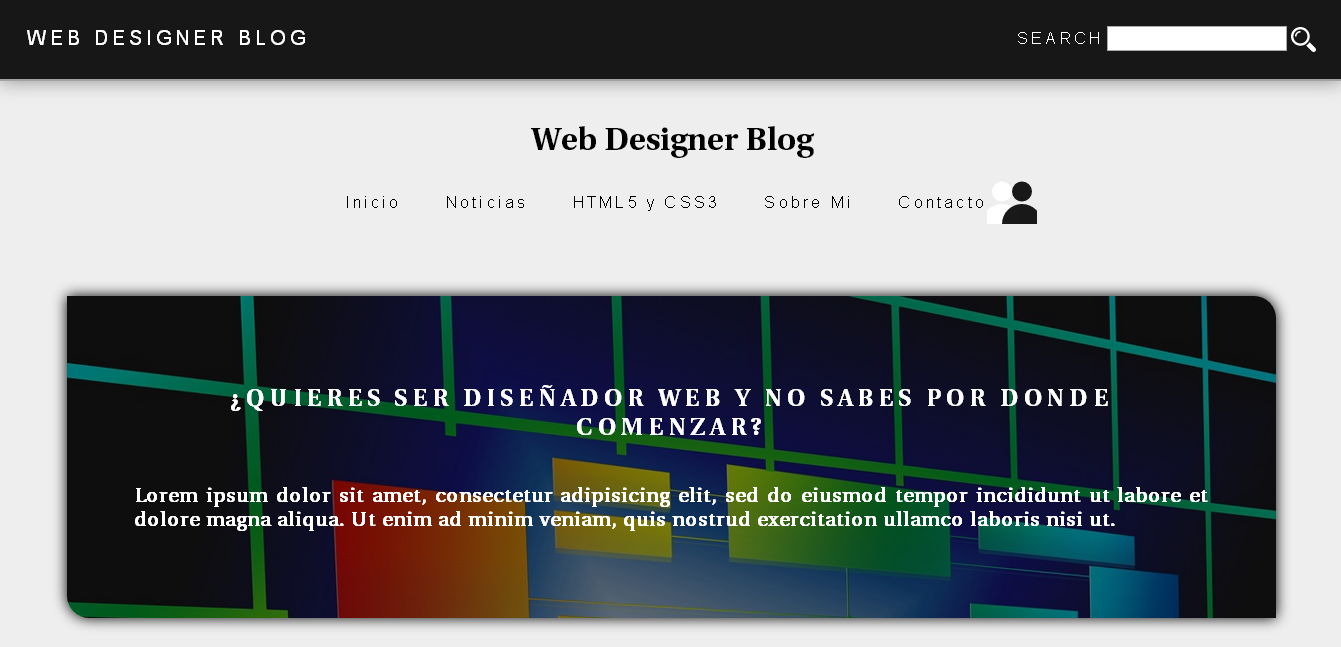 WEB DESIGNER BLOG
SEARCH
Web Designer Blog
Inicio Noticias HTML5 y CSS3 Sobre Mi Contacto
¿QUIERES SER DISEÑADOR WEB Y NO SABES POR DONDE
COMENZAR?
Lorem ipsum dolor sit amet, consectetur adipisicing elit, sed do eiusmod tempor incididunt ut labore et
dolore magna aliqua. Ut enim ad minim veniam, quis nostrud exercitation ullamco laboris nisi ut.